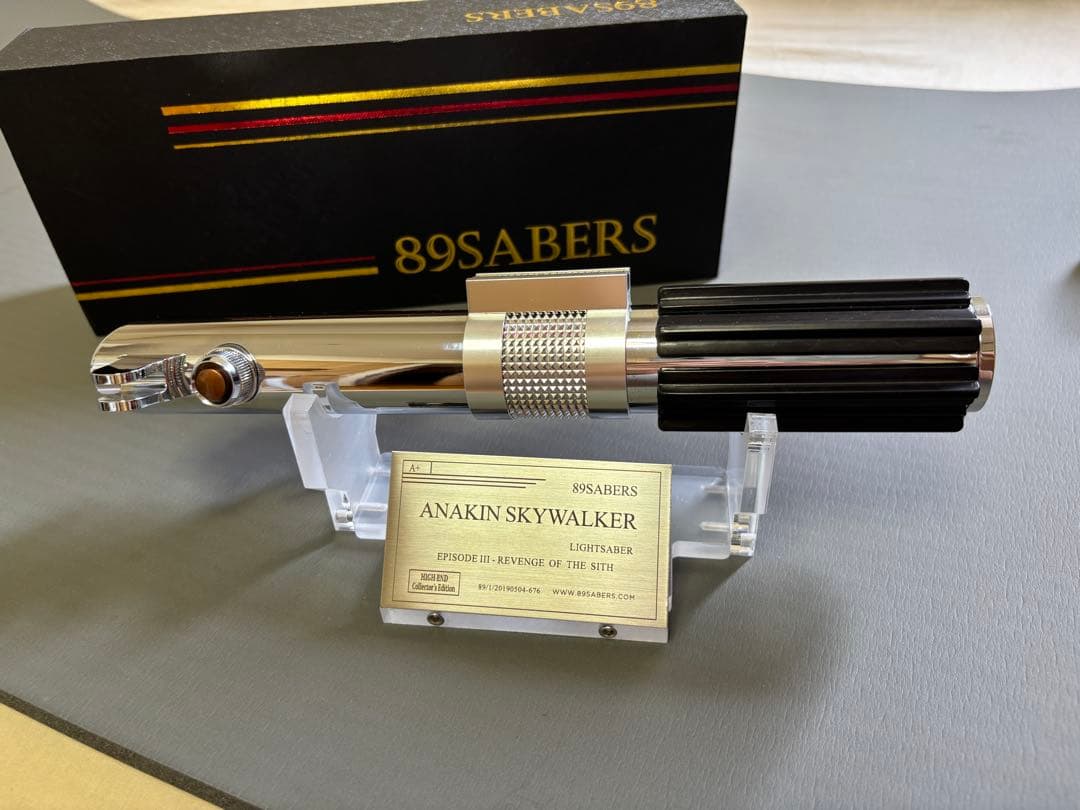 89SABERS
89SABERS
A+
89SABERS
ANAKIN SKYWALKER
LIGHTSABER
EPISODE III - REVENGE OF THE SITH
HIGH END
Collector's Edition
89/1/20190504-676 WWW.89SABERS.COM